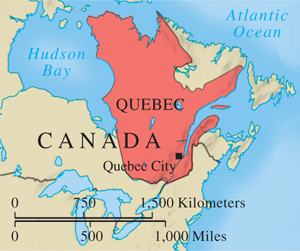 Atlantic
Ocean
Hudson
Bay
QUEBEC
CANADA
Quebec City
0 750 1,500 Kilometers
0 500 1,000 Miles